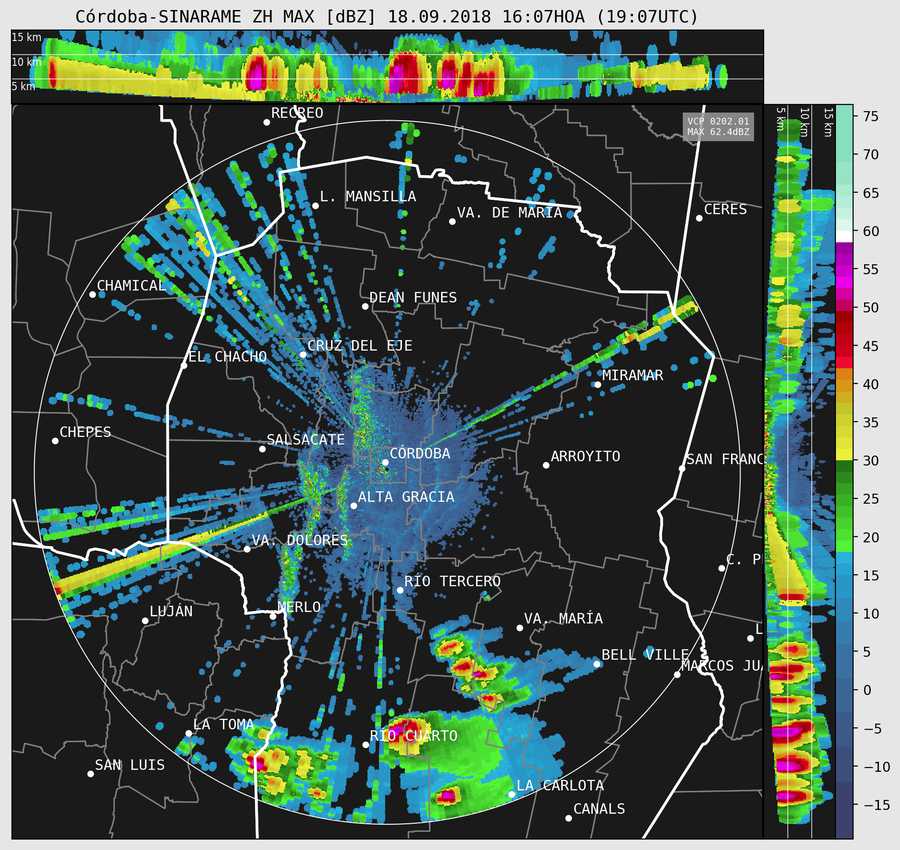 Córdoba-SINARAME ZH MAX [dBZ] 18.09.2018 16:07HOA (19:07UTC)
15 km
10 km
5 km
5 km
10 km
15 km
VCP 0202.01
MAX 62.4dBZ
RECREO
L. MANSILLA
VA. DE MARÍA
CERES
CHAMICAL
DEAN FUNES
EL CHACHO
CRUZ DEL EJE
MIRAMAR
CHEPES
SALSACATE
CÓRDOBA
ARROYITO
SAN FRANC
ALTA GRACIA
VA. DOLORES
C. P
RÍO TERCERO
LUJÁN
MERLO
VA. MARÍA
L
BELL VILLE
MARCOS JUÁ
LA TOMA
RÍO CUARTO
SAN LUIS
LA CARLOTA
CANALS
75
70
65
60
55
50
45
40
35
30
25
20
15
10
5
0
−5
−10
−15